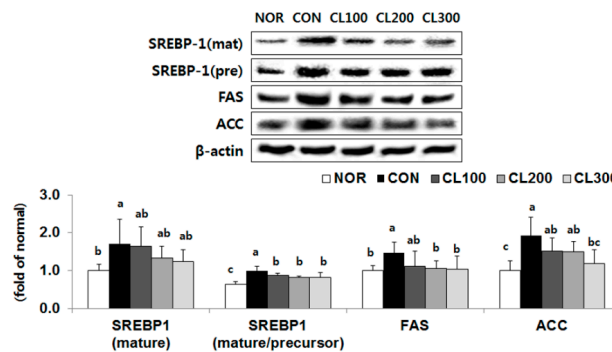 NOR CON CL100 CL200 CL300
SREBP-1(mat)
SREBP-1(pre)
FAS
ACC
β-actin
NOR CON CL100 CL200 CL300
(fold of normal)
3.0
2.0
1.0
0.0
b a ab ab ab
c a b b b
b a b b b
c a ab ab bc
SREBP1 SREBP1 FAS ACC
(mature) (mature/precursor)